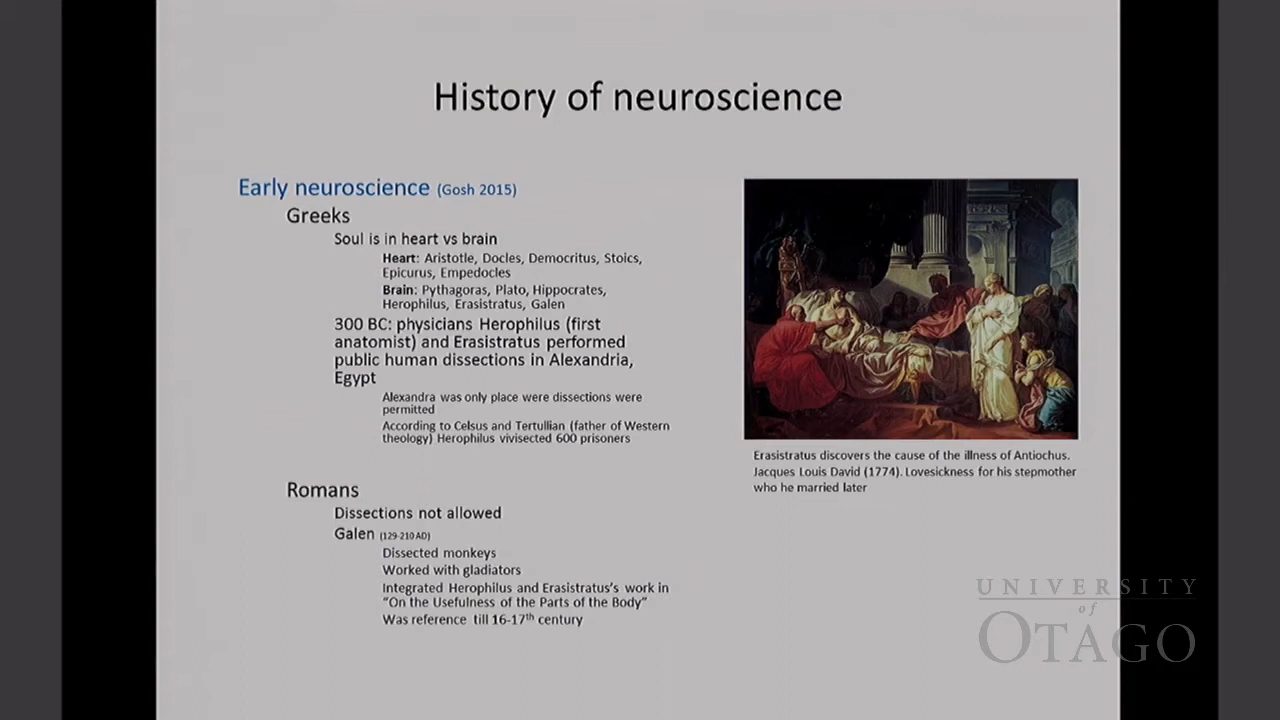 History of neuroscience
Early neuroscience (Gosh 2015)
Greeks
Soul is in heart vs brain
Heart: Aristotle, Docles, Democritus, Stoics,
Epicurus, Empedocles
Brain: Pythagoras, Plato, Hippocrates,
Herophilus, Erasistratus, Galen
300 BC: physicians Herophilus (first
anatomist) and Erasistratus performed
public human dissections in Alexandria,
Egypt
Alexandra was only place were dissections were
permitted
According to Celsus and Tertullian (father of Western
theology) Herophilus vivisected 600 prisoners
Romans
Dissections not allowed
Galen (129-210 AD)
Dissected monkeys
Worked with gladiators
Integrated Herophilus and Erasistratus's work in
“On the Usefulness of the Parts of the Body”
Was reference till 16-17th century
Erasistratus discovers the cause of the illness of Antiochus.
Jacques Louis David (1774). Lovesickness for his stepmother
who he married later
UNIVERSITY
of
OTAGO